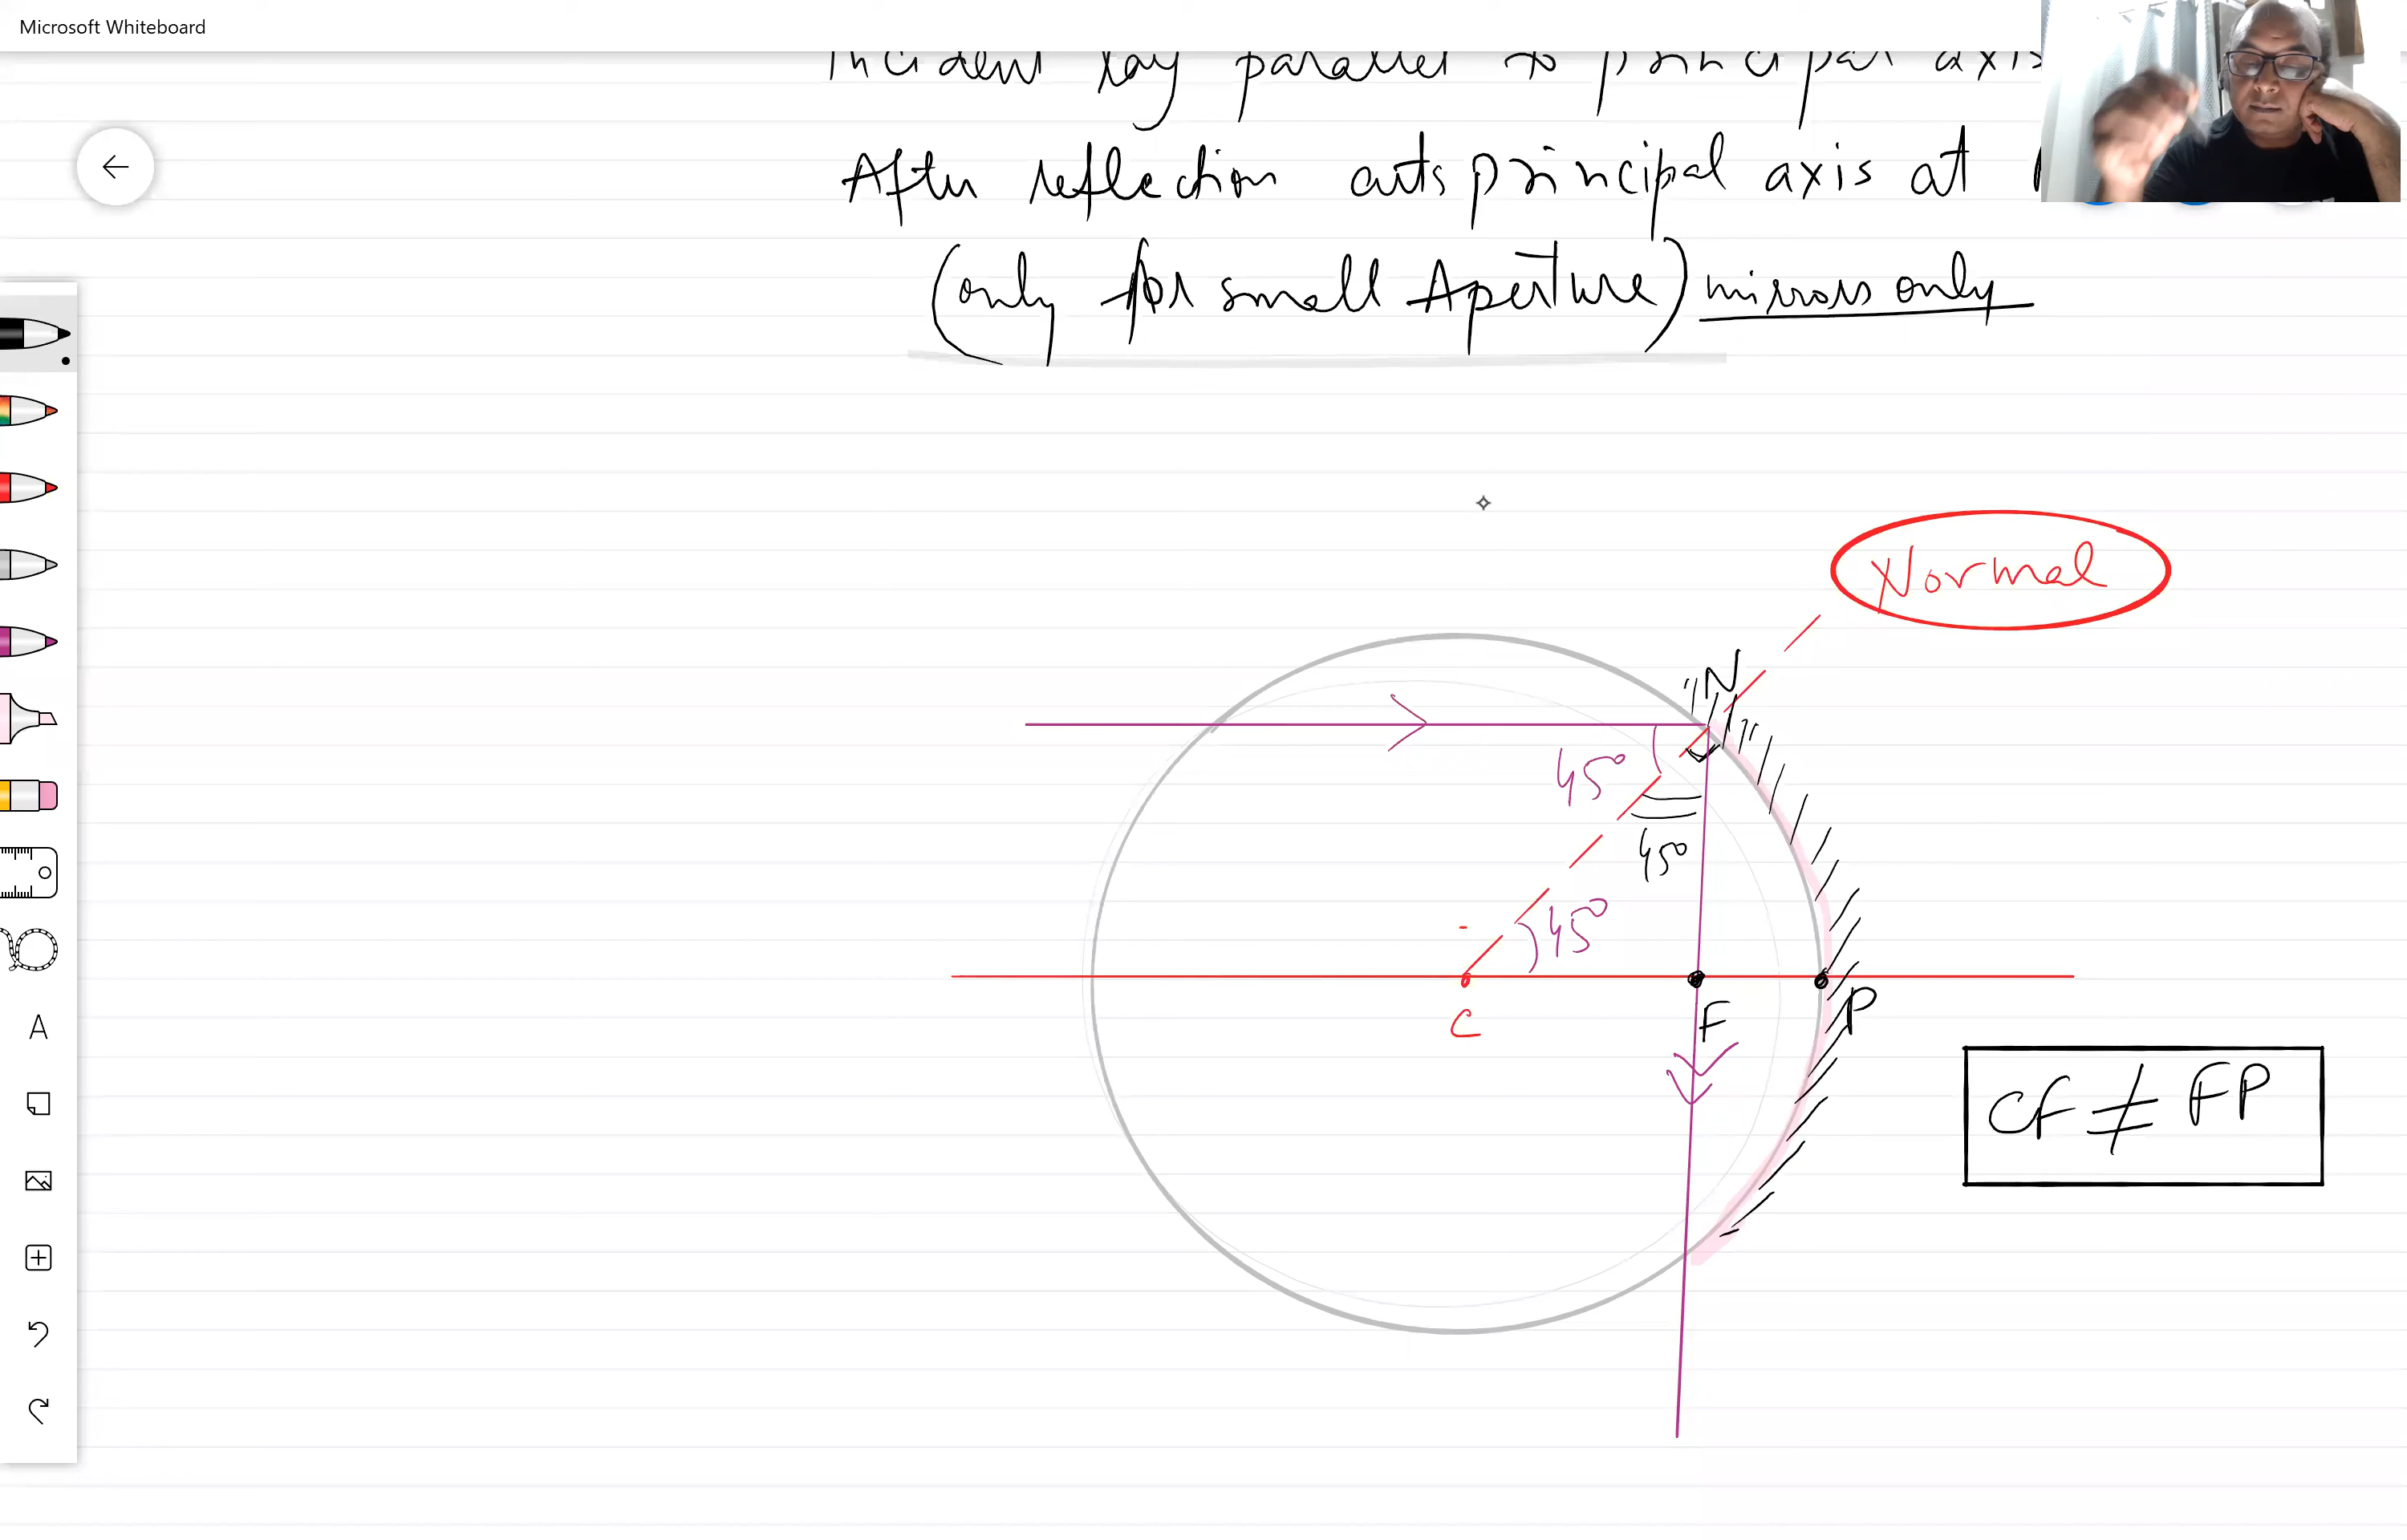 Microsoft Whiteboard
Incident ray parallel to principal axis
After reflection cuts principal axis at
(only for small Aperture) mirrors only
Normal
N
45°
45°
45°
C
F
P
CF ≠ FP
A